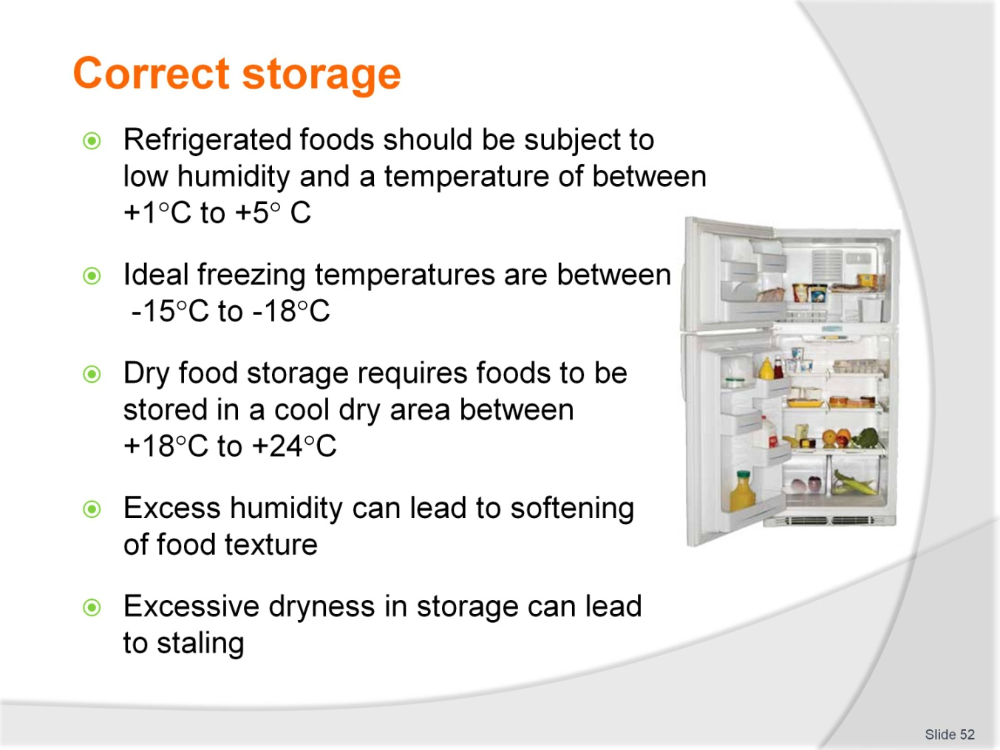 Correct storage
Refrigerated foods should be subject to
low humidity and a temperature of between
+1°C to +5° C
Ideal freezing temperatures are between
-15°C to -18°C
Dry food storage requires foods to be
stored in a cool dry area between
+18°C to +24°C
Excess humidity can lead to softening
of food texture
Excessive dryness in storage can lead
to staling
Slide 52